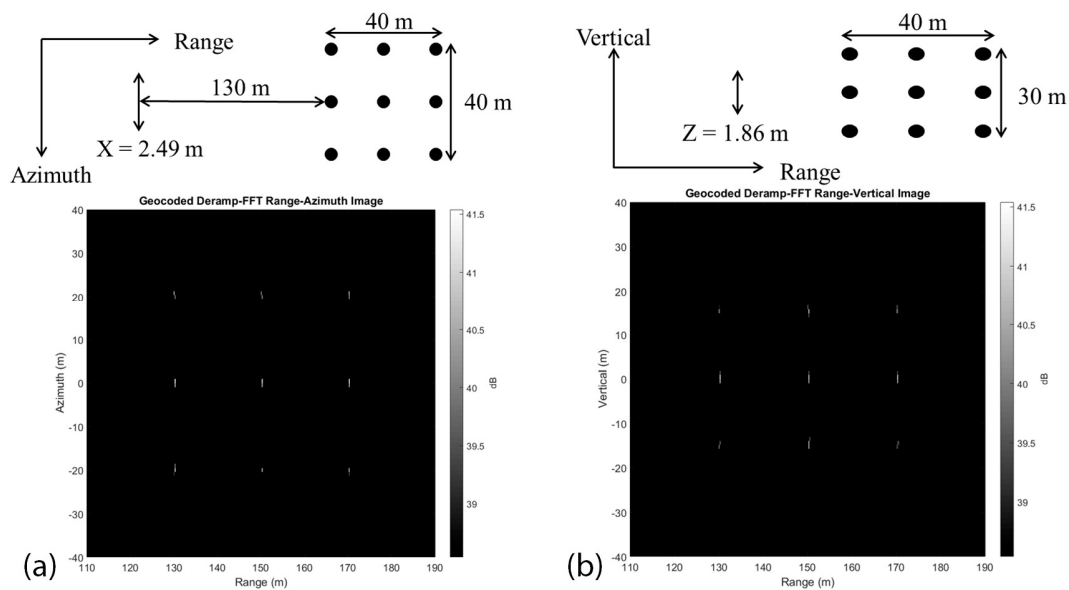 40 m
Range
130 m
40 m
X = 2.49 m
Azimuth
Geocoded Deramp-FFT Range-Azimuth Image
40
30
20
10
0
-10
-20
-30
-40
Azimuth (m)
110 120 130 140 150 160 170 180 190
Range (m)
41.5
41
40.5
40
39.5
39
dB
(a)
40 m
Vertical
30 m
Z = 1.86 m
Range
Geocoded Deramp-FFT Range-Vertical Image
40
30
20
10
0
-10
-20
-30
-40
Vertical (m)
110 120 130 140 150 160 170 180 190
Range (m)
41.5
41
40.5
40
39.5
39
dB
(b)